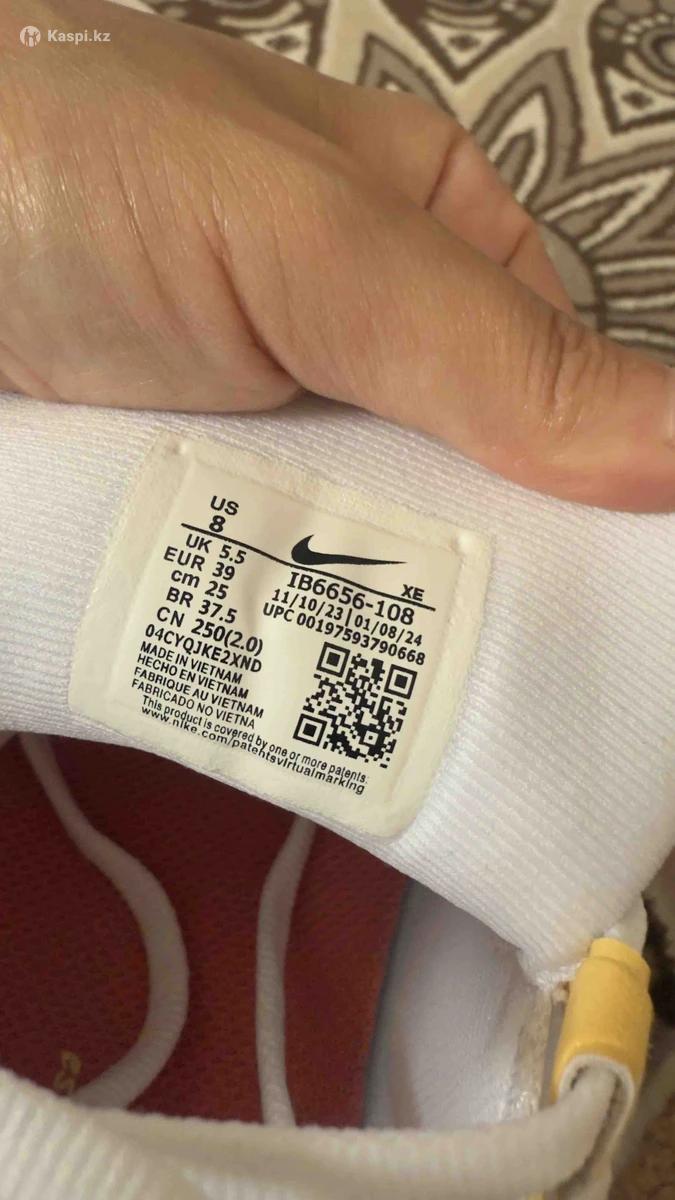 Kaspi.kz
US
8
UK 5.5
EUR 39
cm 25
BR 37.5
CN 250(2.0)
04CYQJKE2XND
XE
IB6656-108
11/10/23|01/08/24
UPC 00197593790668
MADE IN VIETNAM
HECHO EN VIETNAM
FABRIQUE AU VIETNAM
FABRICADO NO VIETNA
This product is covered by one or more patents:
www.nike.com/patentsvirtualmarking